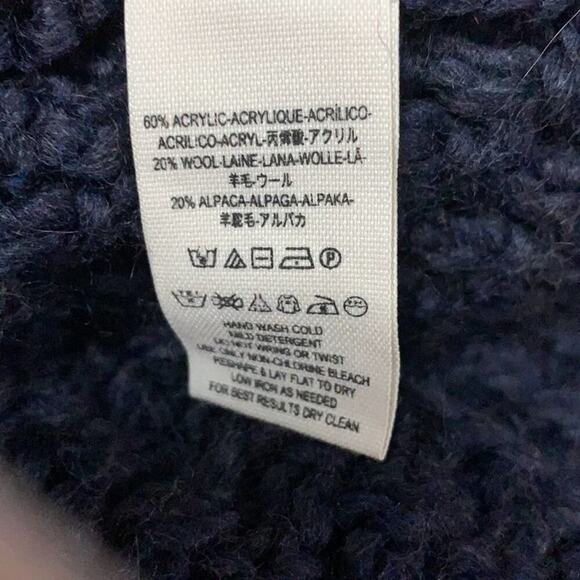 60% ACRYLIC-ACRYLIQUE-ACRÍLICO-
ACRILICO-ACRYL-丙烯酸-アクリル
20% WOOL-LAINE-LANA-WOLLE-LÃ-
羊毛-ウール
20% ALPACA-ALPAGA-ALPAKA-
羊駝毛-アルパカ
HAND WASH COLD
MILD DETERGENT
DO NOT WRING OR TWIST
USE ONLY NON-CHLORINE BLEACH
RESHAPE & LAY FLAT TO DRY
LOW IRON AS NEEDED
FOR BEST RESULTS DRY CLEAN